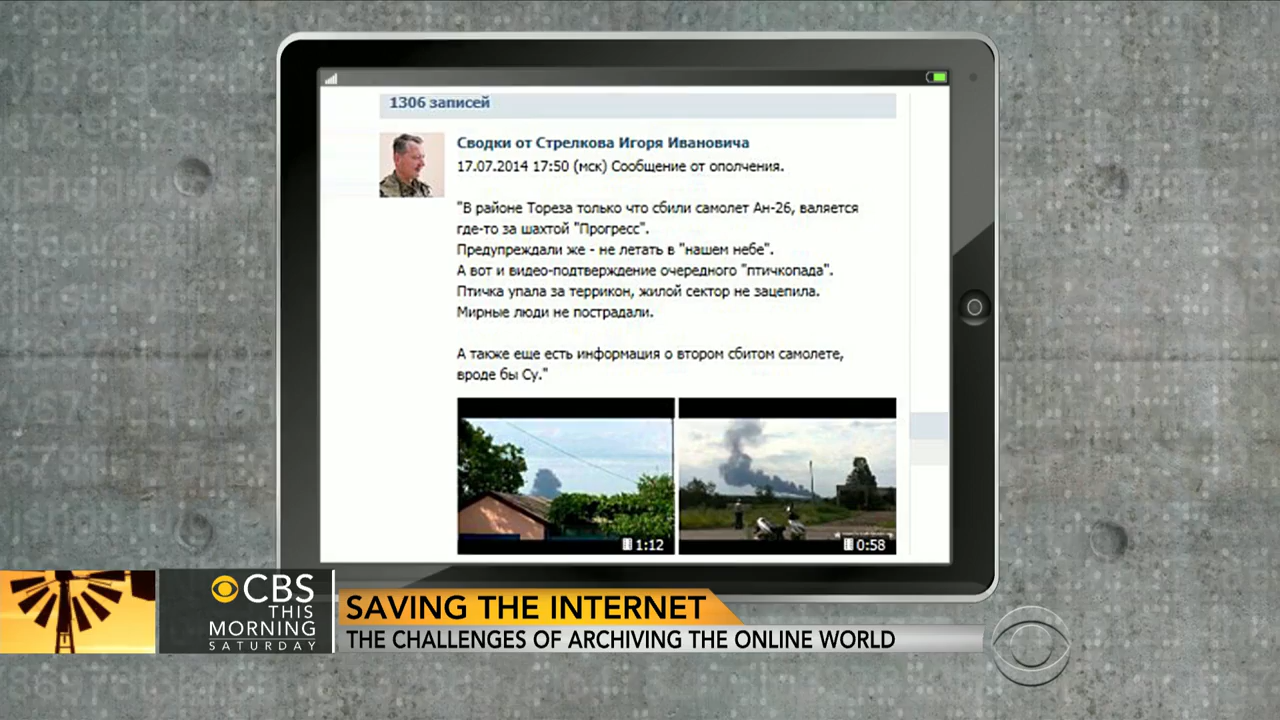 1306 записей
Сводки от Стрелкова Игоря Ивановича
17.07.2014 17:50 (мск) Сообщение от ополчения.
"В районе Тореза только что сбили самолет Ан-26, валяется
где-то за шахтой "Прогресс".
Предупреждали же - не летать в "нашем небе".
А вот и видео-подтверждение очередного "птичкопада".
Птичка упала за террикон, жилой сектор не зацепила.
Мирные люди не пострадали.
А также еще есть информация о втором сбитом самолете,
вроде бы Су."
1:12
0:58
CBS
THIS
MORNING
SATURDAY
SAVING THE INTERNET
THE CHALLENGES OF ARCHIVING THE ONLINE WORLD